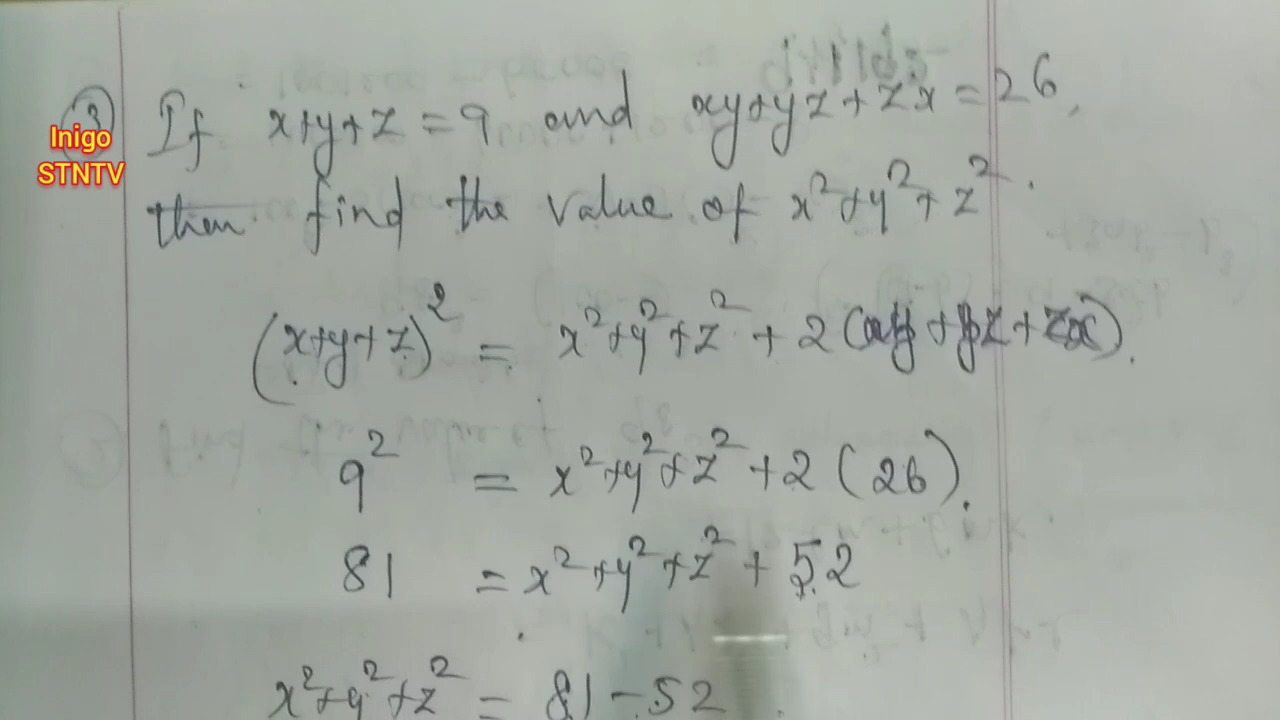 (3) If x+y+z = 9 and xy+yz+zx = 26,
Inigo
STNTV
then find the value of x²+y²+z².
(x+y+z)² = x²+y²+z² + 2(xy+yz+zx).
9² = x²+y²+z² + 2(26).
81 = x²+y²+z² + 52
x²+y²+z² = 81-52